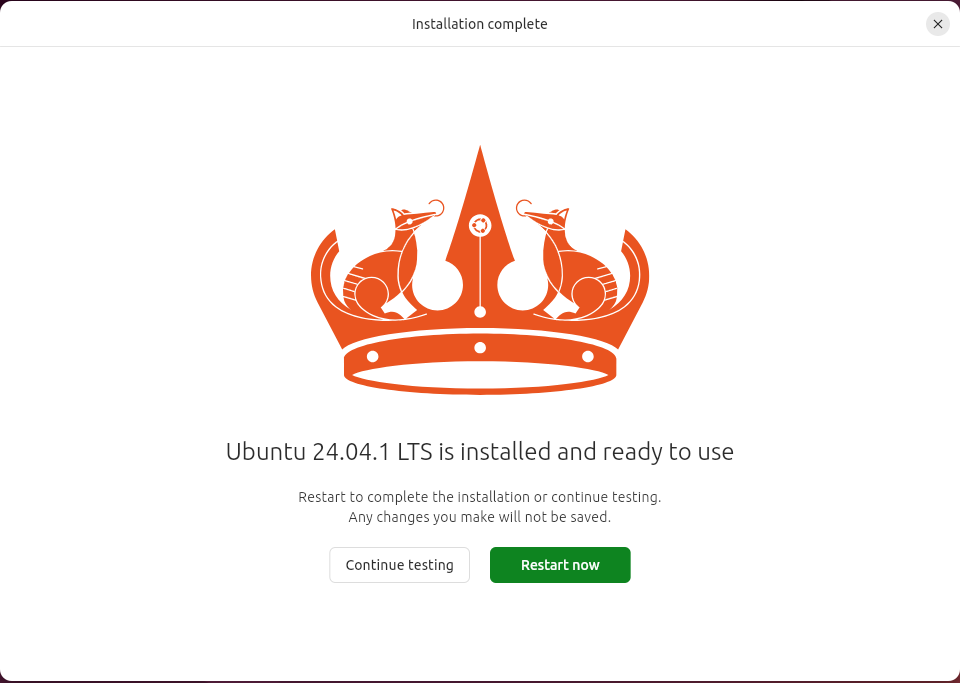 Installation complete
Ubuntu 24.04.1 LTS is installed and ready to use
Restart to complete the installation or continue testing.
Any changes you make will not be saved.
Continue testing
Restart now